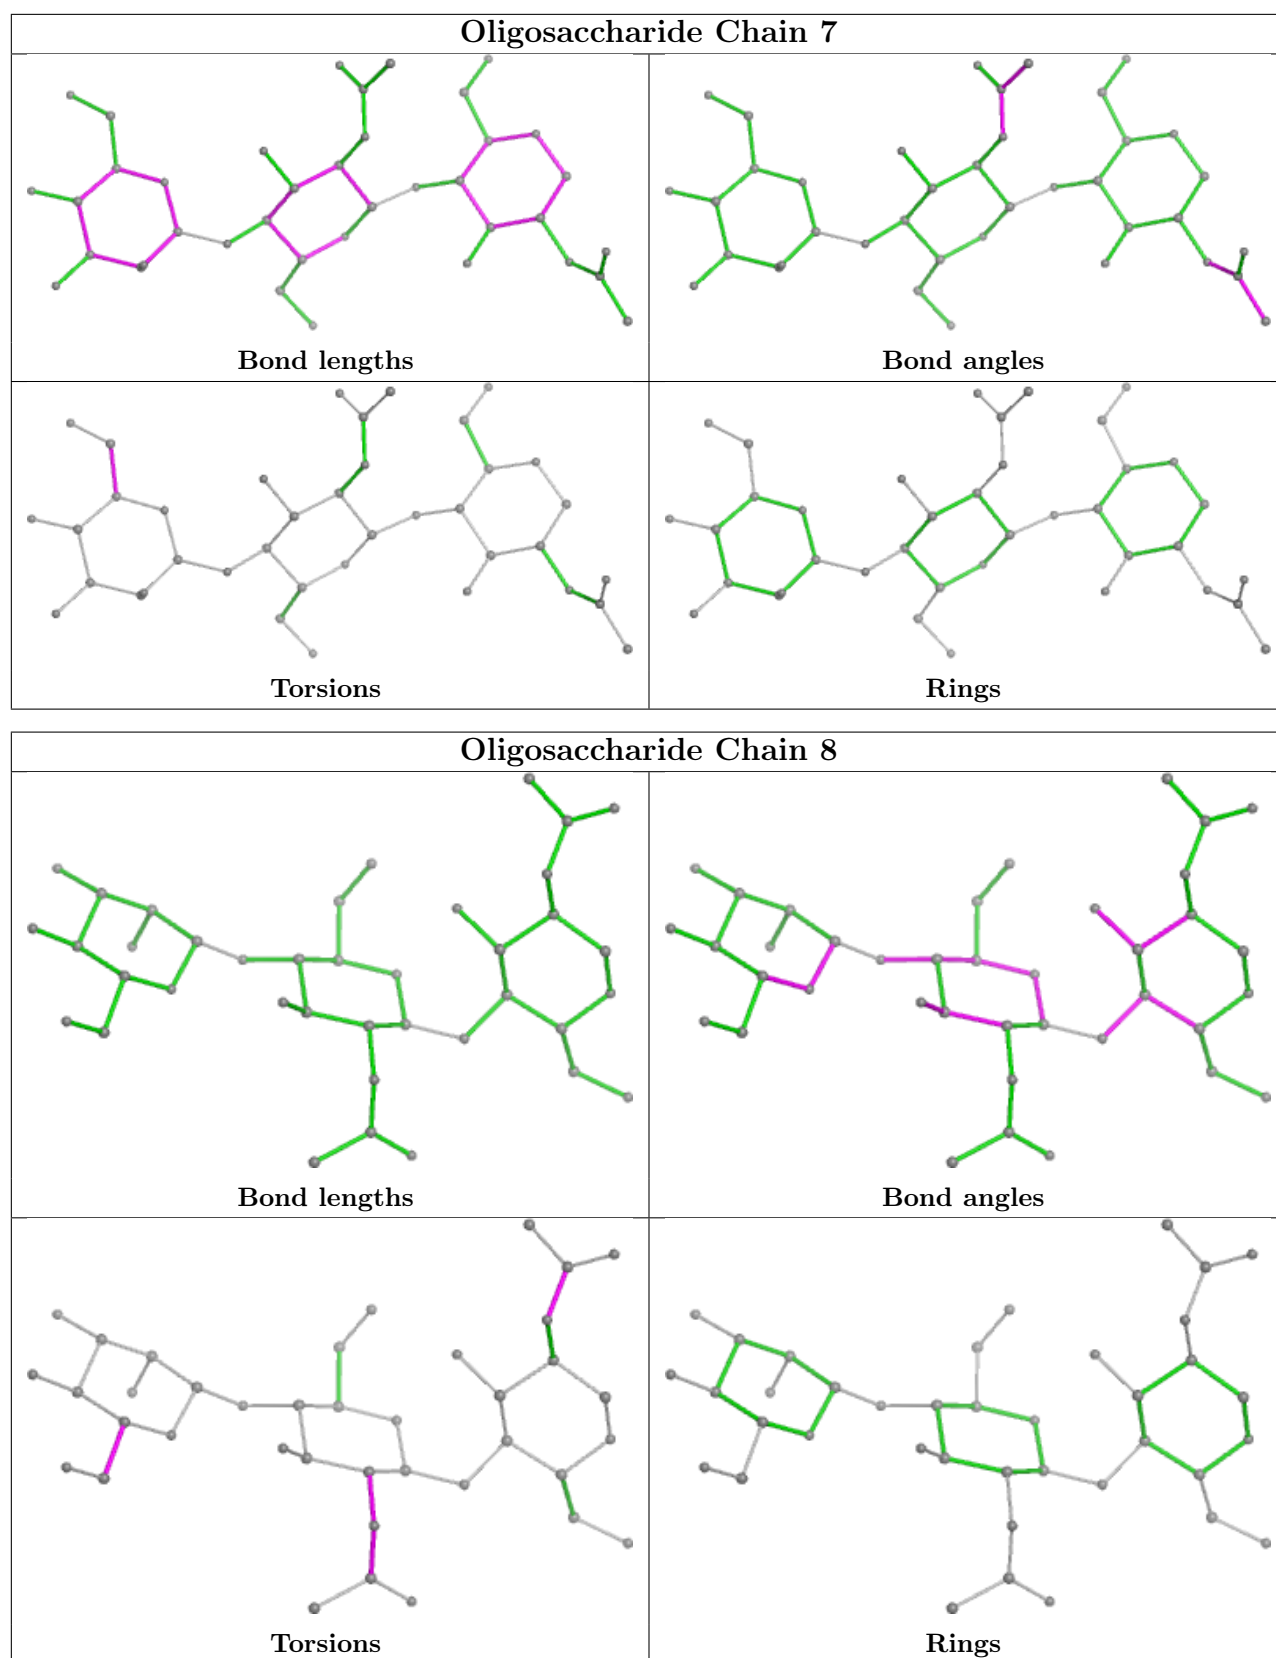 Oligosaccharide Chain 7
Bond lengths
Bond angles
Torsions
Rings
Oligosaccharide Chain 8
Bond lengths
Bond angles
Torsions
Rings